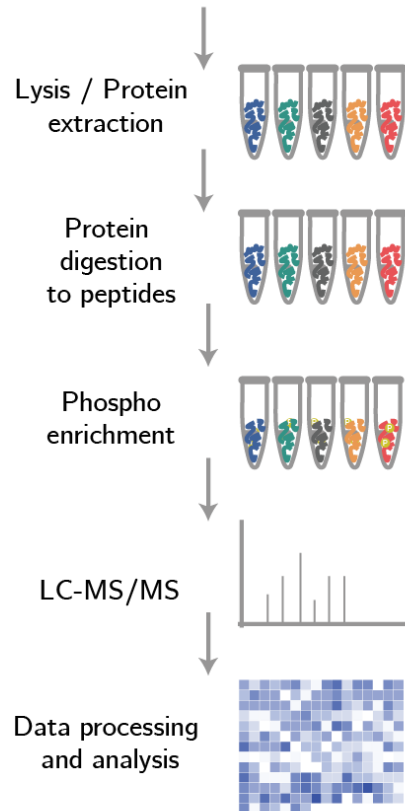 Lysis / Protein
extraction
Protein
digestion
to peptides
Phospho
enrichment
P
P
LC-MS/MS
Data processing
and analysis